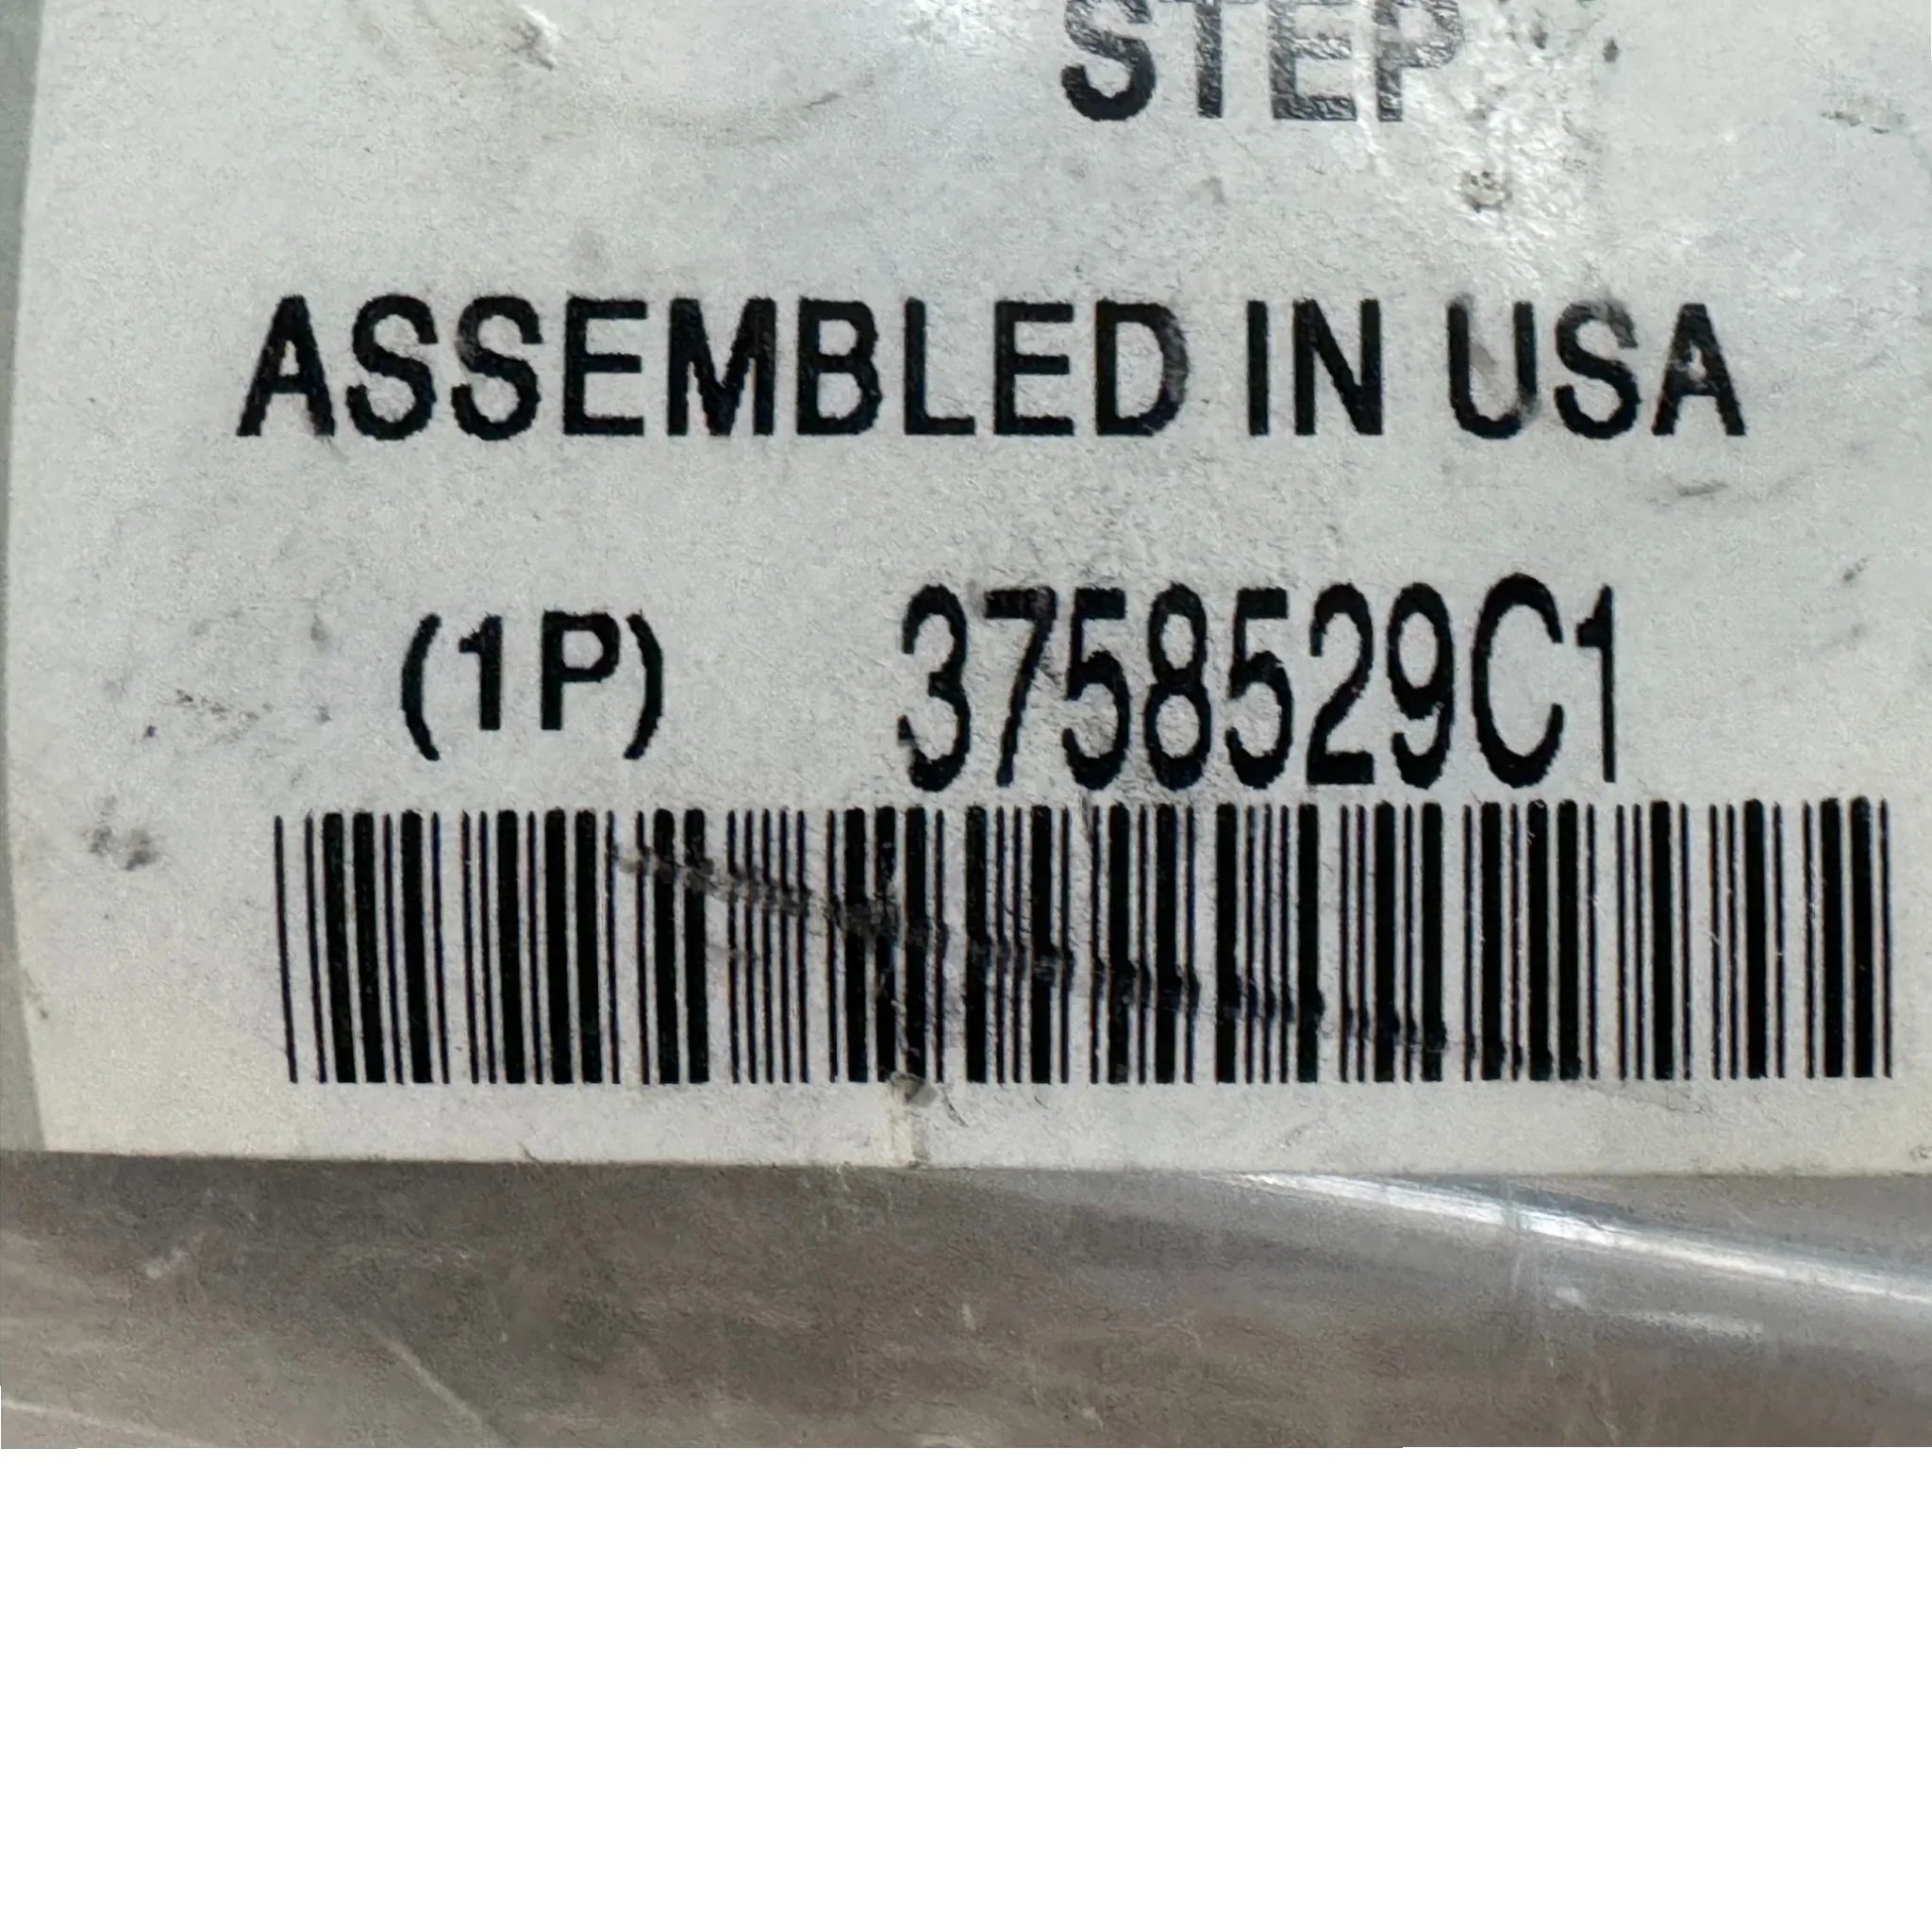 STEP
ASSEMBLED IN USA
(1P) 3758529C1